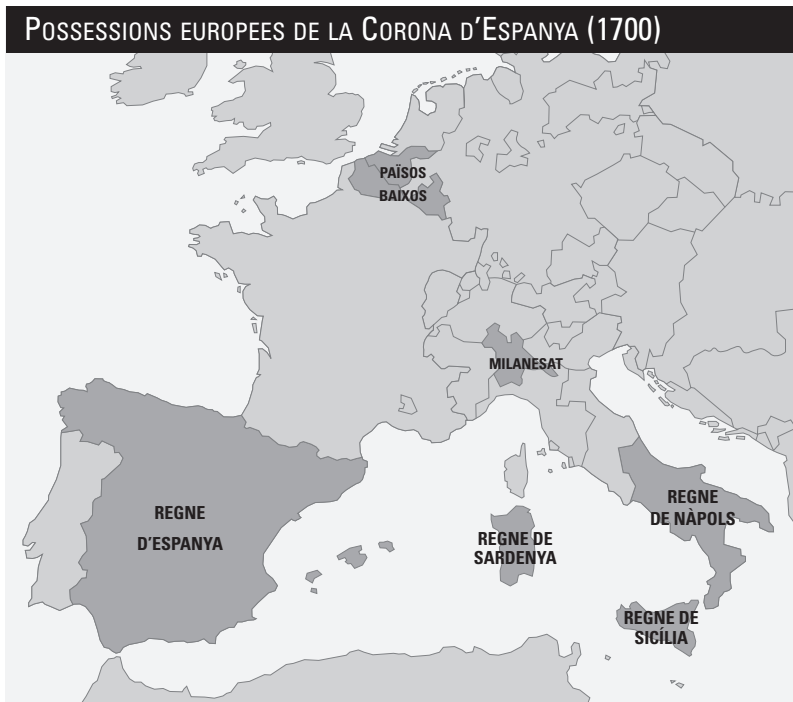 POSSESSIONS EUROPEES DE LA CORONA D'ESPANYA (1700)
PAÏSOS
BAIXOS
MILANESAT
REGNE
D'ESPANYA
REGNE DE
SARDENYA
REGNE
DE NÀPOLS
REGNE DE
SICÍLIA